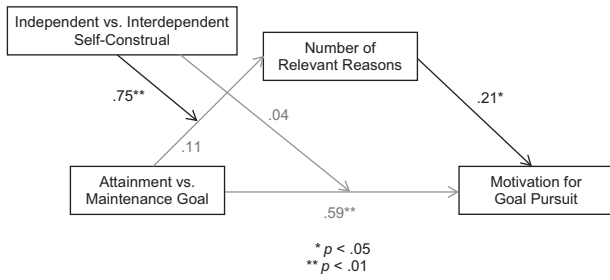 Independent vs. Interdependent
Self-Construal
Number of
Relevant Reasons
.75**
.04
.21*
.11
Attainment vs.
Maintenance Goal
.59**
Motivation for
Goal Pursuit
* p < .05
** p < .01